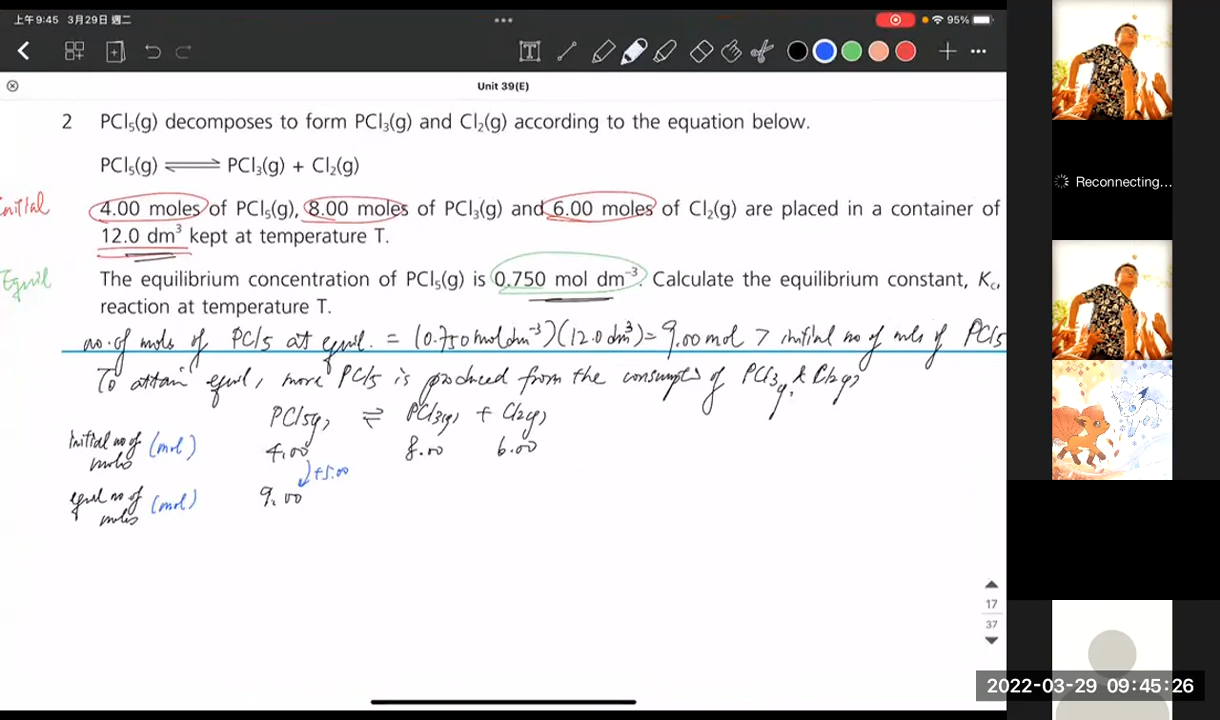 上午9:45 3月29日 週二
95%
Unit 39(E)
2 PCl₅(g) decomposes to form PCl₃(g) and Cl₂(g) according to the equation below.
PCl₅(g) ⇌ PCl₃(g) + Cl₂(g)
Initial
4.00 moles of PCl₅(g), 8.00 moles of PCl₃(g) and 6.00 moles of Cl₂(g) are placed in a container of
12.0 dm³ kept at temperature T.
Equil
The equilibrium concentration of PCl₅(g) is 0.750 mol dm⁻³. Calculate the equilibrium constant, K꜀,
reaction at temperature T.
no. of mols of PCl5 at equil. = (0.750 mol dm⁻³)(12.0 dm³) = 9.00 mol > initial no of mols of PCl5
To attain equil, more PCl5 is produced from the consumpt of PCl3(g) & Cl2(g)
PCl5(g) ⇌ PCl3(g) + Cl2(g)
Initial no of mols (mol) 4.00 8.00 6.00
+5.00
equil no of moles (mol) 9.00
17
37
Reconnecting...
2022-03-29 09:45:26